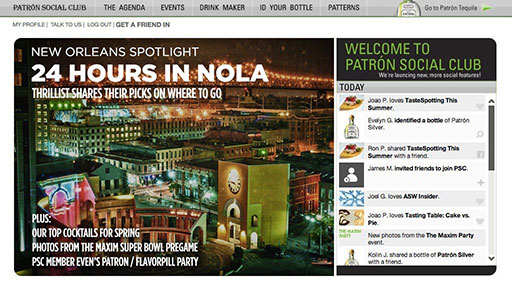 PATRÓN SOCIAL CLUB THE AGENDA EVENTS DRINK MAKER ID YOUR BOTTLE PATTERNS Go to Patrón Tequila
MY PROFILE | TALK TO US | LOG OUT | GET A FRIEND IN
NEW ORLEANS SPOTLIGHT
24 HOURS IN NOLA
THRILLIST SHARES THEIR PICKS ON WHERE TO GO
PLUS:
OUR TOP COCKTAILS FOR SPRING
PHOTOS FROM THE MAXIM SUPER BOWL PREGAME
PSC MEMBER EVEN'S PATRON / FLAVORPILL PARTY
WELCOME TO
PATRÓN SOCIAL CLUB
We're launching new, more social features!
TODAY
Joao P. loves TasteSpotting This
Summer.
Evelyn G. identified a bottle of Patrón
Silver.
Ron P. shared TasteSpotting This
Summer with a friend.
James M. invited friends to join PSC.
Joel G. loves ASW Insider.
Joao P. loves Tasting Table: Cake vs.
Pie.
THE MAXIM
PARTY
New photos from The Maxim Party
event.
Kolin J. shared a bottle of Patrón
Silver with a friend.